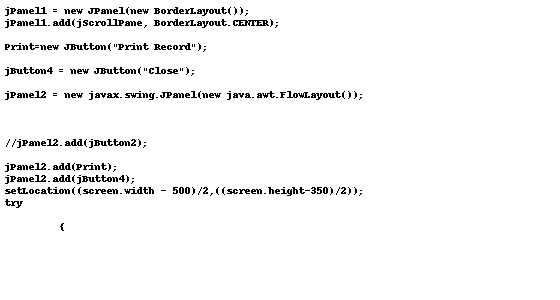 jPanel1 = new JPanel(new BorderLayout());
jPanel1.add(jScrollPane, BorderLayout.CENTER);
Print=new JButton("Print Record");
jButton4 = new JButton("Close");
jPanel2 = new javax.swing.JPanel(new java.awt.FlowLayout());
//jPanel2.add(jButton2);
jPanel2.add(Print);
jPanel2.add(jButton4);
setLocation((screen.width - 500)/2,((screen.height-350)/2));
try
{